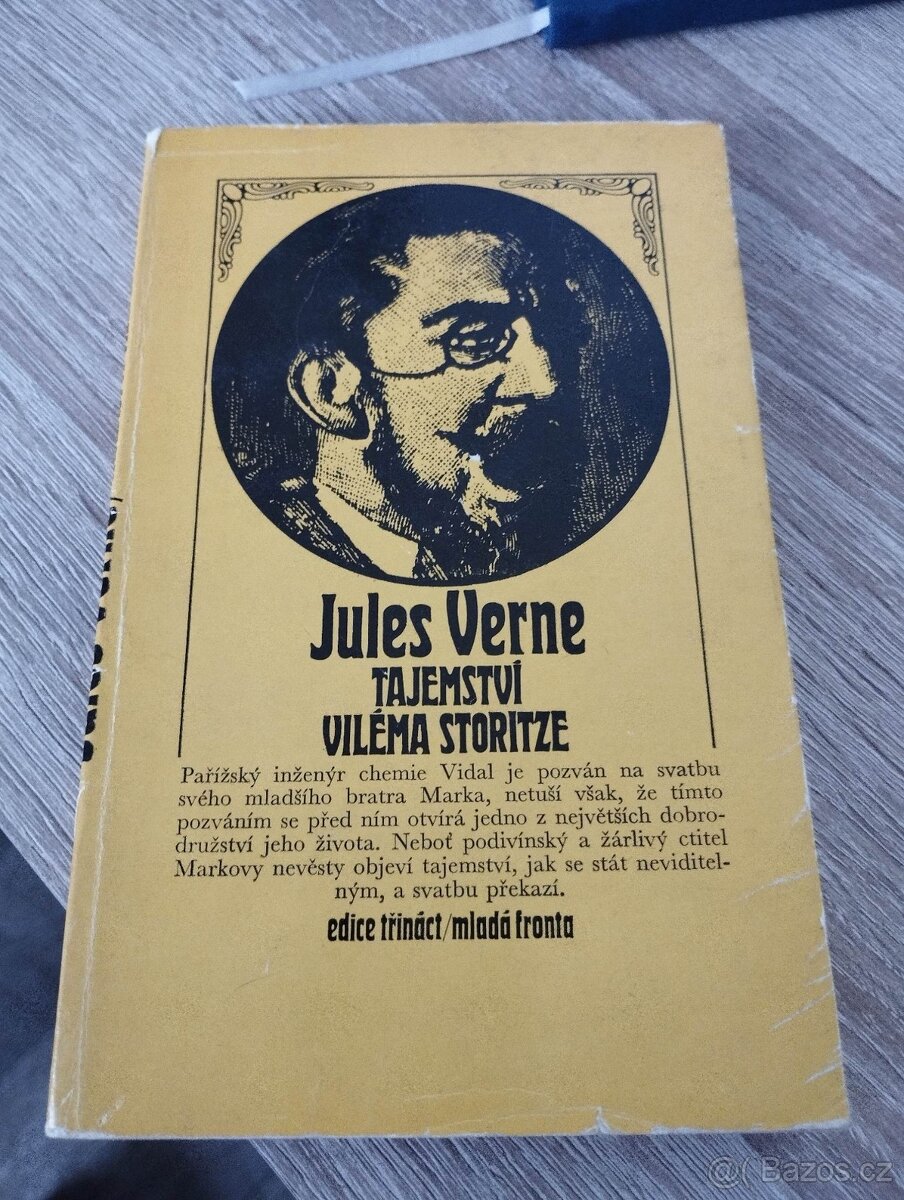 Jules Verne
TAJEMSTVÍ
VILÉMA STORITZE
Pařížský inženýr chemie Vidal je pozván na svatbu
svého mladšího bratra Marka, netuší však, že tímto
pozváním se před ním otvírá jedno z největších dobro-
družství jeho života. Neboť podivínský a žárlivý ctitel
Markovy nevěsty objeví tajemství, jak se stát neviditel-
ným, a svatbu překazí.
edice třináct/mladá fronta
@( Bazos.cz